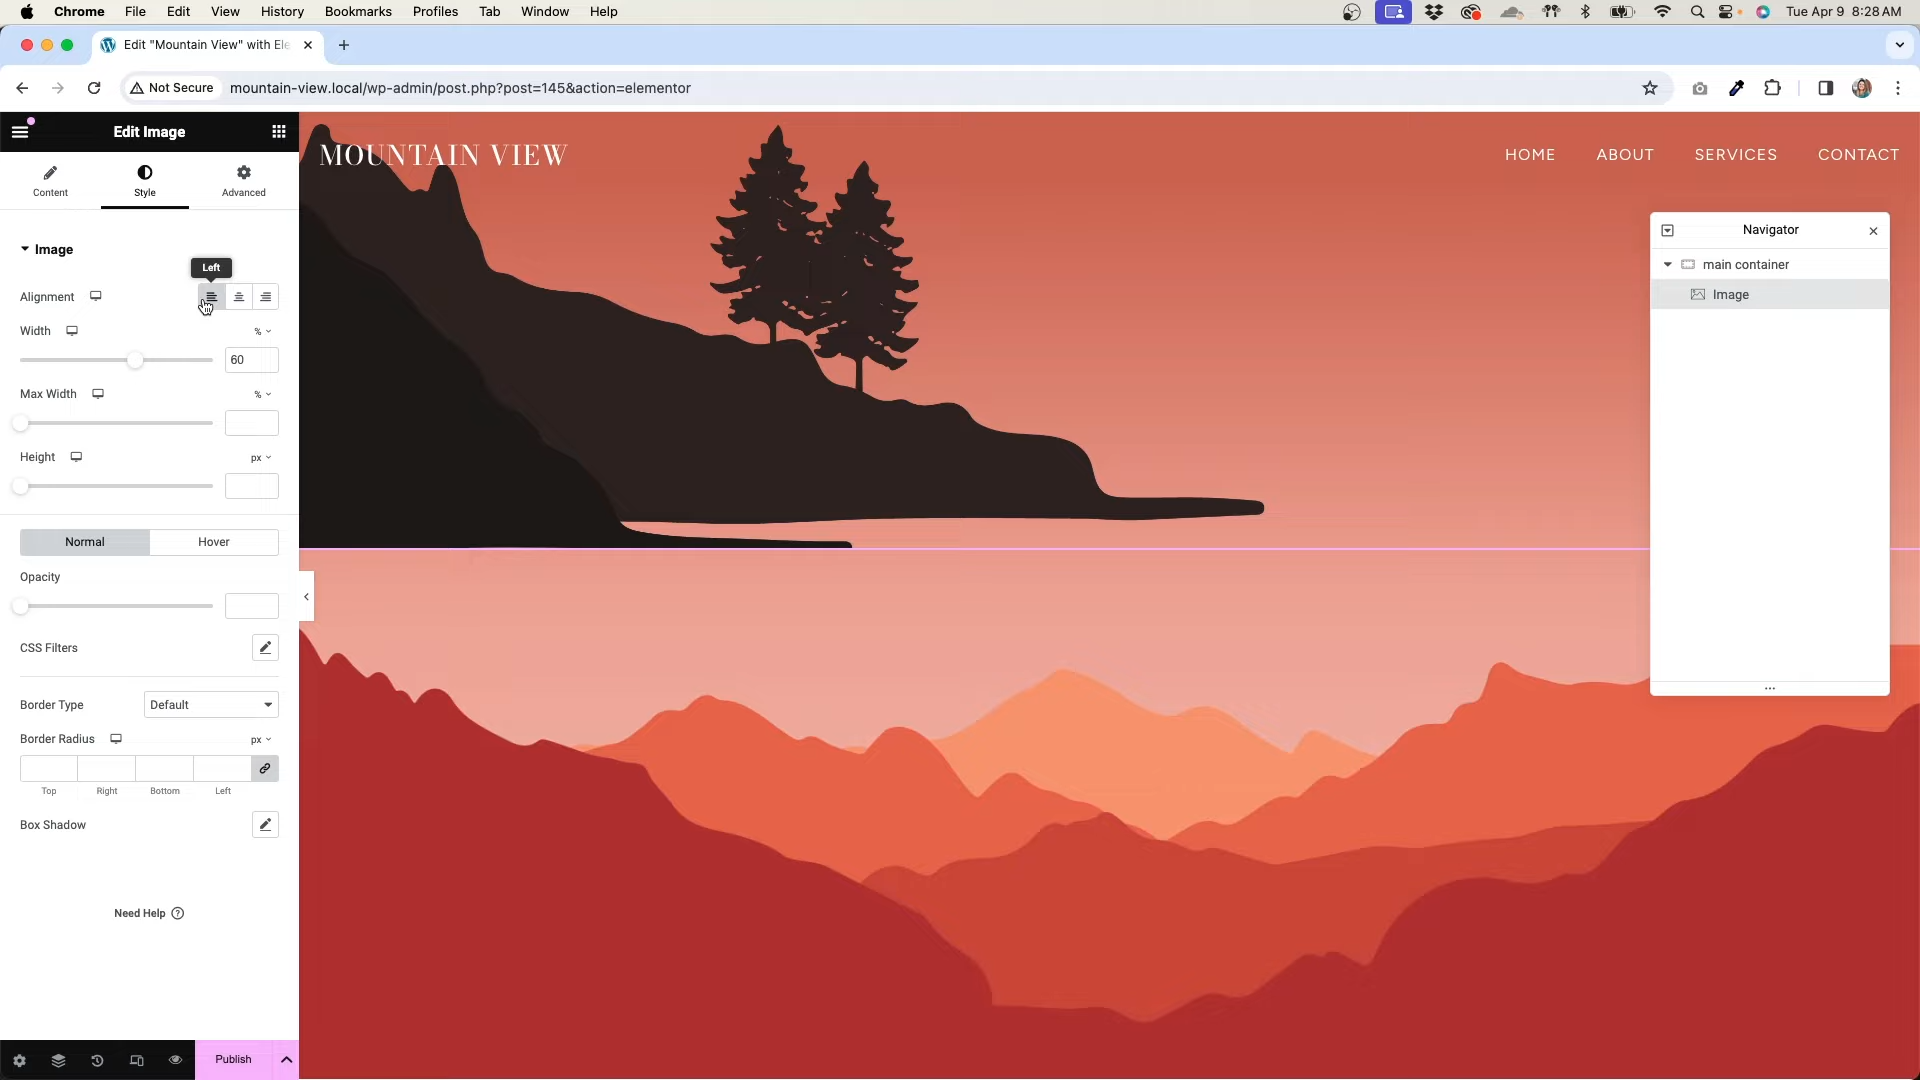 Chrome File Edit View History Bookmarks Profiles Tab Window Help Tue Apr 9 8:28 AM
Edit "Mountain View" with Ele
Not Secure mountain-view.local/wp-admin/post.php?post=145&action=elementor
Edit Image
Content Style Advanced
Image
Left
Alignment
Width %
60
Max Width %
Height px
Normal Hover
Opacity
CSS Filters
Border Type Default
Border Radius px
Top Right Bottom Left
Box Shadow
Need Help
Publish
MOUNTAIN VIEW HOME ABOUT SERVICES CONTACT
Navigator
main container
Image